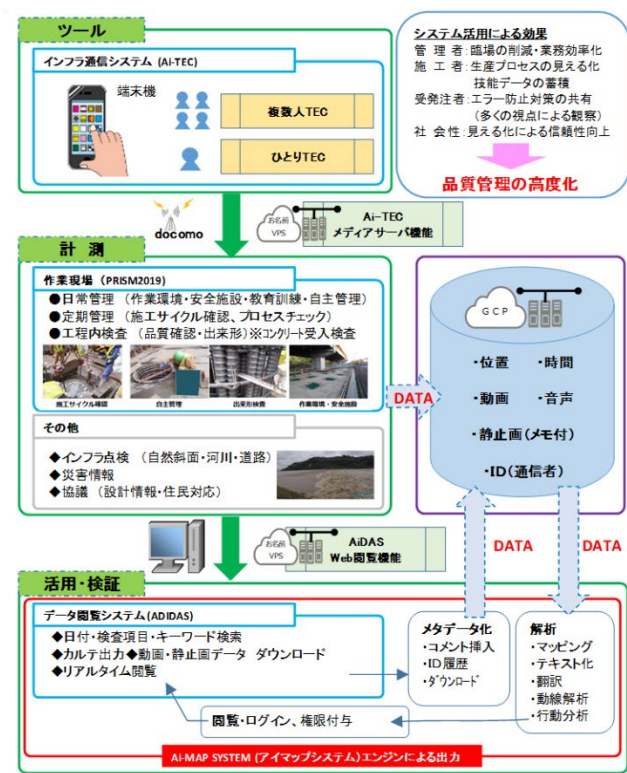 ツール
インフラ通信システム (Ai-TEC)
端末機
複数人TEC
ひとりTEC
システム活用による効果
管 理 者:臨場の削減・業務効率化
施 工 者:生産プロセスの見える化
技能データの蓄積
受発注者:エラー防止対策の共有
(多くの視点による観察)
社 会 性:見える化による信頼性向上
品質管理の高度化
docomo
お名前
VPS
Ai-TEC
メディアサーバ機能
計 測
作業現場 (PRISM2019)
●日常管理 (作業環境・安全施設・教育訓練・自主管理)
●定期管理 (施工サイクル確認、プロセスチェック)
●工程内検査 (品質確認・出来形)※コンクリート受入検査
施工サイクル確認
自主管理
出来形検査
作業環境・安全施設
その他
◆インフラ点検 (自然斜面・河川・道路)
◆災害情報
◆協議 (設計情報・住民対応)
DATA
GCP
・位置 ・時間
・動画 ・音声
・静止画(メモ付)
・ID(通信者)
お名前
VPS
AiDAS
Web閲覧機能
DATA
DATA
活用・検証
データ閲覧システム(ADIDAS)
◆日付・検査項目・キーワード検索
◆カルテ出力◆動画・静止画データ ダウンロード
◆リアルタイム閲覧
メタデータ化
・コメント挿入
・ID履歴
・ダウンロード
解析
・マッピング
・テキスト化
・翻訳
・動線解析
・行動分析
閲覧・ログイン、権限付与
Ai-MAP SYSTEM (アイマップシステム)エンジンによる出力